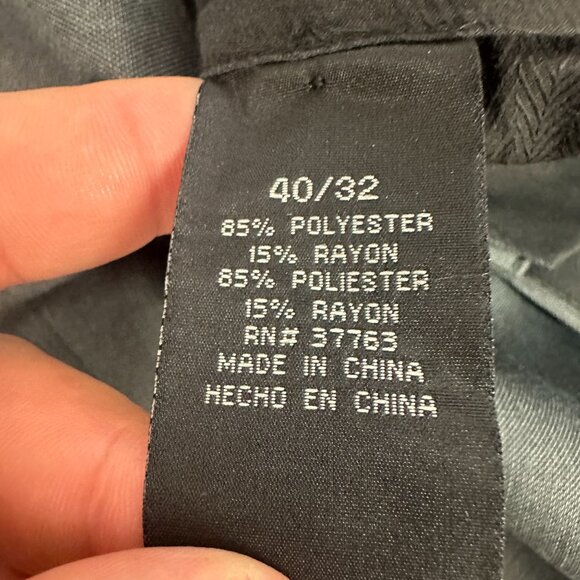 40/32
85% POLYESTER
15% RAYON
85% POLIESTER
15% RAYON
RN# 37763
MADE IN CHINA
HECHO EN CHINA